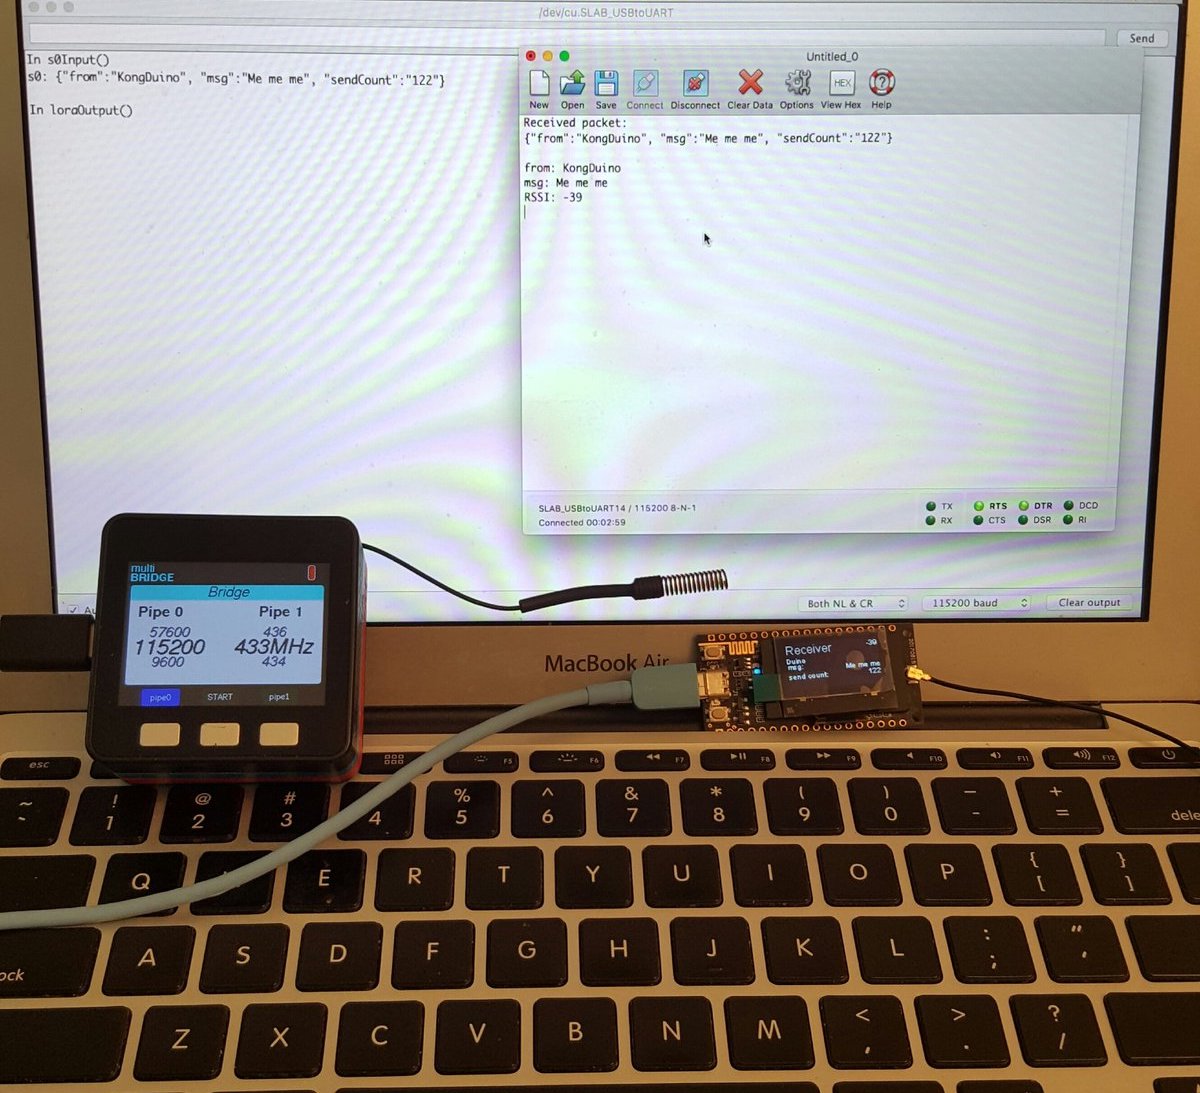 /dev/cu.SLAB_USBtoUART
Send
In s0Input()
s0: {"from":"KongDuino", "msg":"Me me me", "sendCount":"122"}
In loraOutput()
Untitled_0
New Open Save Connect Disconnect Clear Data Options View Hex Help
HEX
Received packet:
{"from":"KongDuino", "msg":"Me me me", "sendCount":"122"}
from: KongDuino
msg: Me me me
RSSI: -39
SLAB_USBtoUART14 / 115200 8-N-1
Connected 00:02:59
TX RTS DTR DCD
RX CTS DSR RI
Both NL & CR
115200 baud
Clear output
multi
BRIDGE
Bridge
Pipe 0 Pipe 1
57600 436
115200 433MHz
9600 434
pipe0 START pipe1
MacBook Air
Receiver -39
Duino
msg: Me me me
send count: 122
esc F5 F6 F7 F8 F9 F10 F11 F12
~ ! @ # % ^ & * ( ) _ +
` 1 2 3 4 5 6 7 8 9 0 - =
Q E R T Y U I O P { [ } ]
A S D F G H J K L : ; " '
Z X C V B N M < , > . ? /